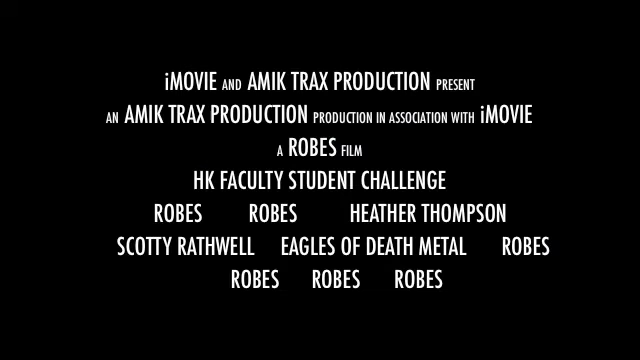 iMOVIE AND AMIK TRAX PRODUCTION PRESENT
AN AMIK TRAX PRODUCTION PRODUCTION IN ASSOCIATION WITH iMOVIE
A ROBES FILM
HK FACULTY STUDENT CHALLENGE
ROBES ROBES HEATHER THOMPSON
SCOTTY RATHWELL EAGLES OF DEATH METAL ROBES
ROBES ROBES ROBES